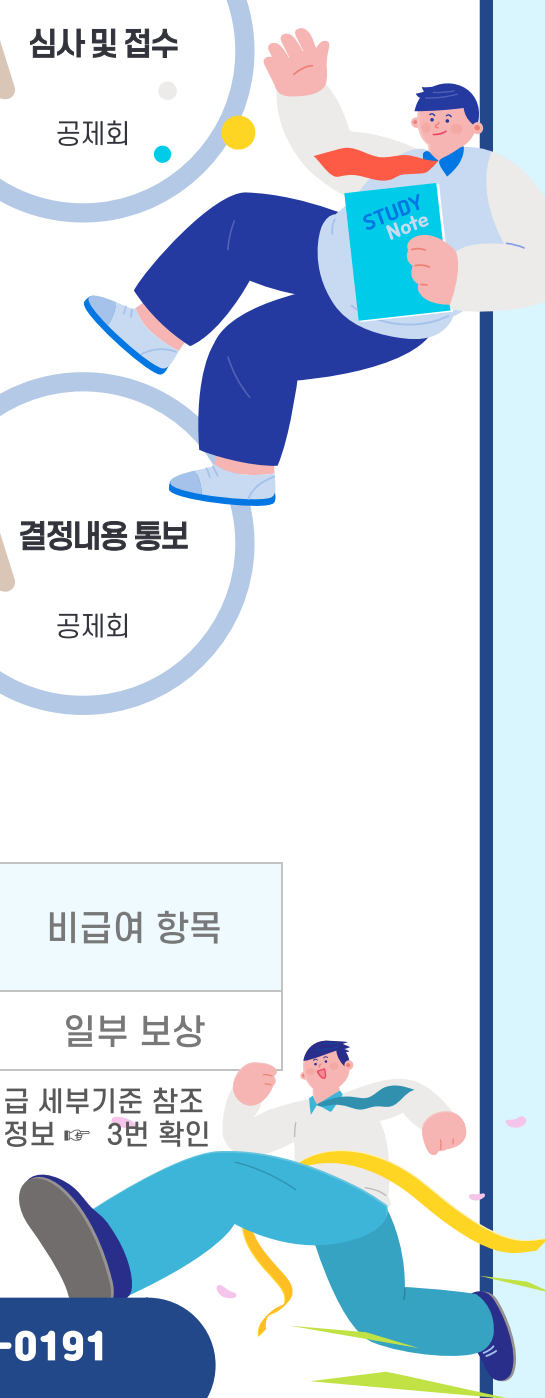 심사 및 접수
공제회
STUDY
Note
결정내용 통보
공제회
비급여 항목
일부 보상
급 세부기준 참조
정보 ☞ 3번 확인
-0191